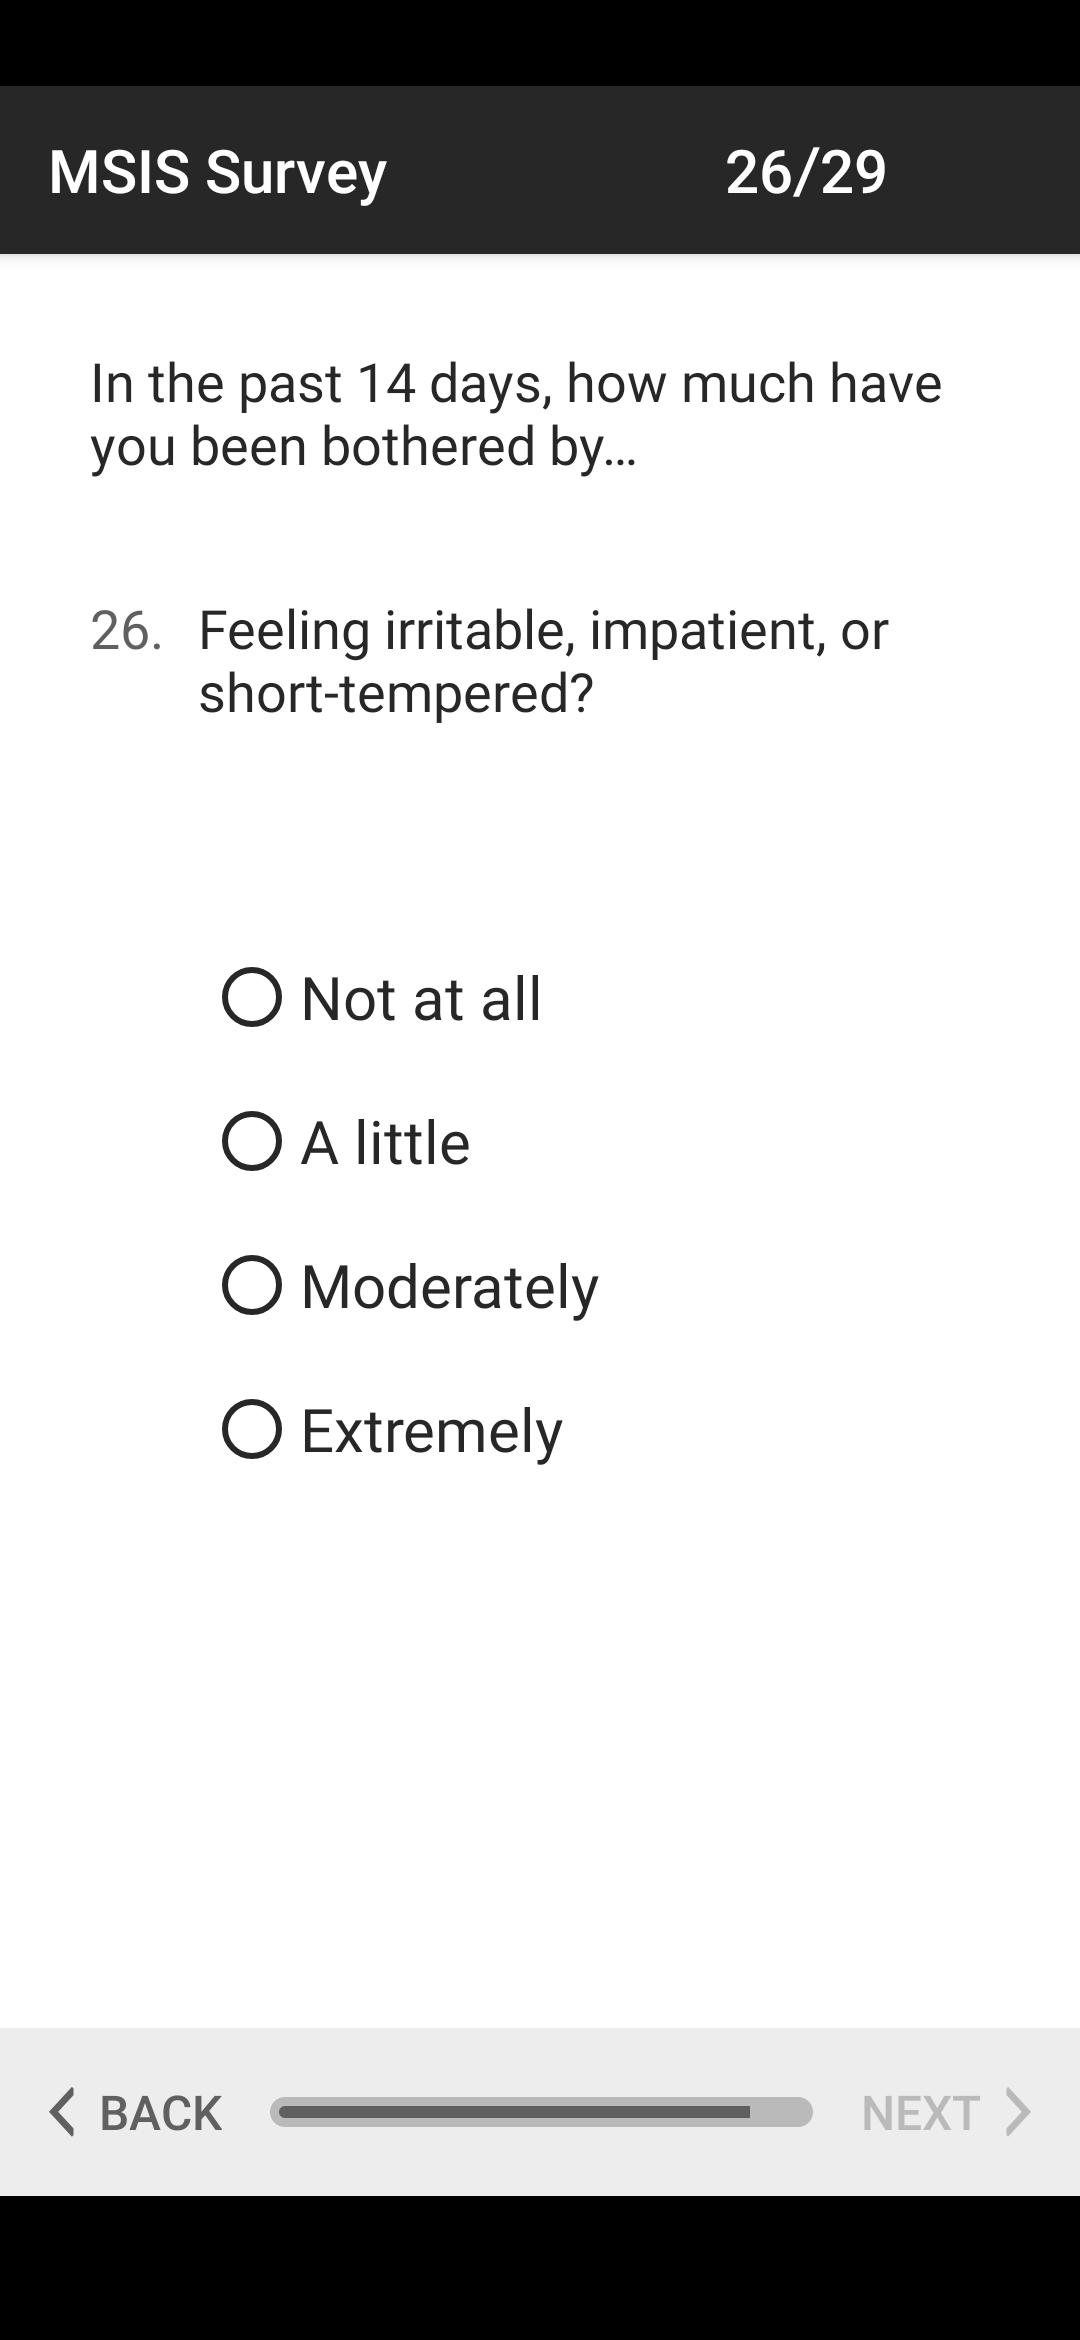 MSIS Survey 26/29
In the past 14 days, how much have
you been bothered by...
26. Feeling irritable, impatient, or
short-tempered?
Not at all
A little
Moderately
Extremely
BACK NEXT